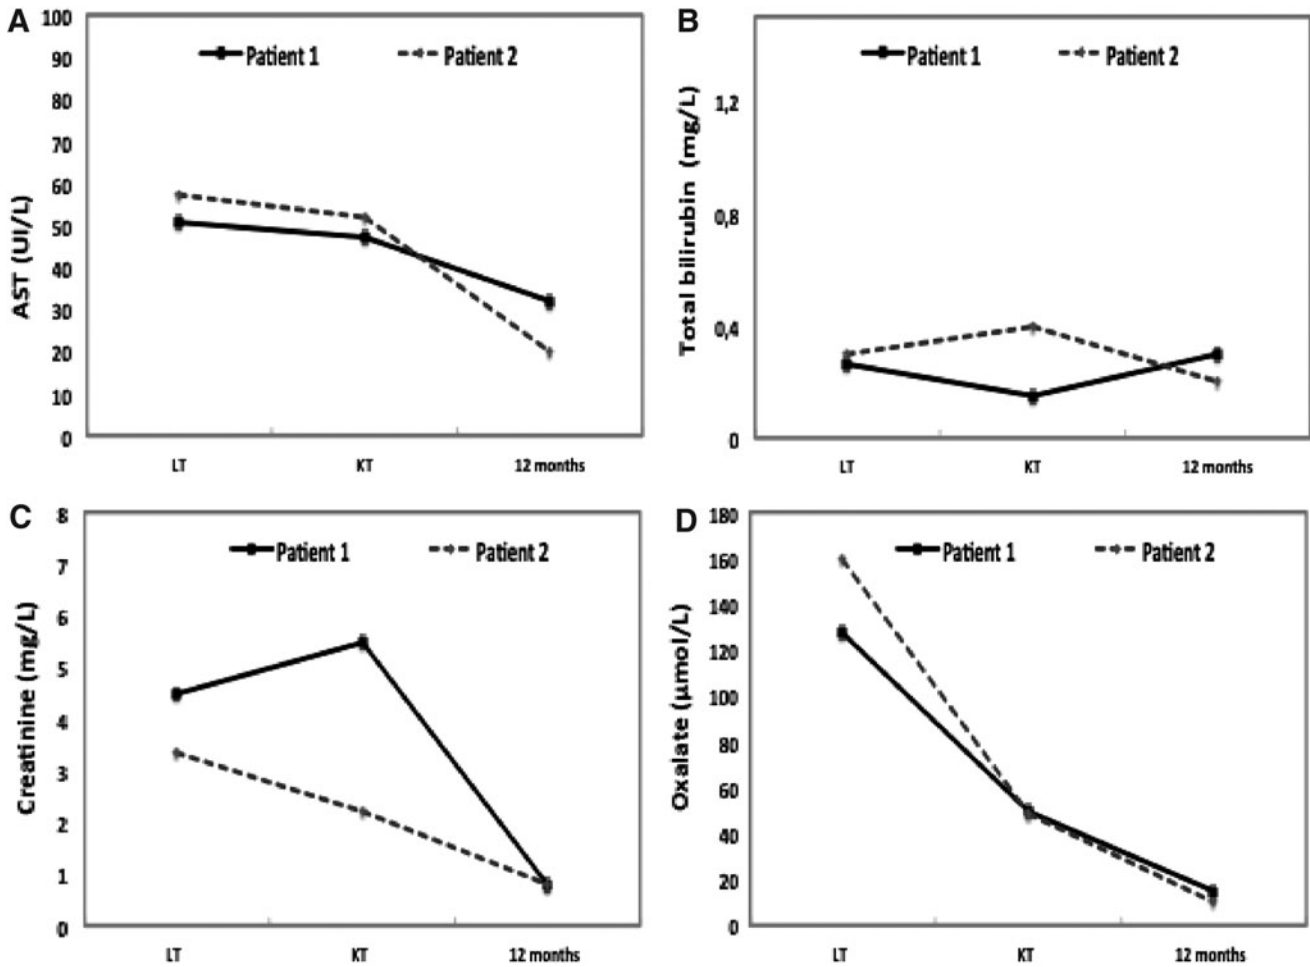 A
100
90
80
70
60
50
40
30
20
10
0
AST (UI/L)
Patient 1
Patient 2
LT
KT
12 months
B
1,2
0,8
0,4
0
Total bilirubin (mg/L)
Patient 1
Patient 2
LT
KT
12 months
C
8
7
6
5
4
3
2
1
0
Creatinine (mg/L)
Patient 1
Patient 2
LT
KT
12 months
D
180
160
140
120
100
80
60
40
20
0
Oxalate (μmol/L)
Patient 1
Patient 2
LT
KT
12 months